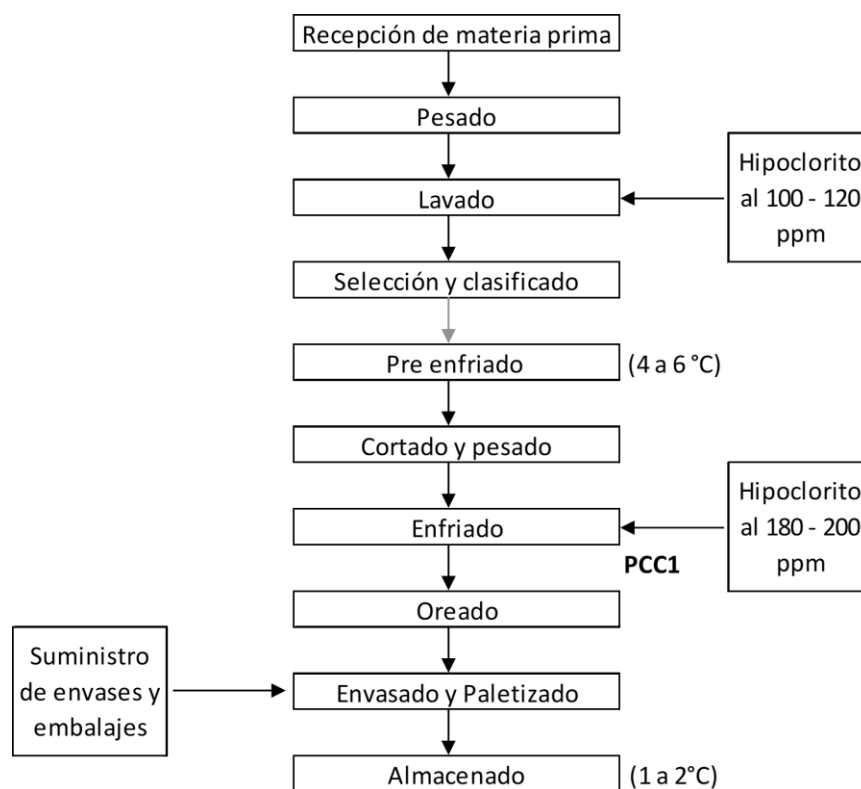 Recepción de materia prima
Pesado
Hipoclorito
al 100 - 120
ppm
Lavado
Selección y clasificado
Pre enfriado
(4 a 6 °C)
Cortado y pesado
Hipoclorito
al 180 - 200
ppm
Enfriado
PCC1
Oreado
Suministro
de envases y
embalajes
Envasado y Paletizado
Almacenado
(1 a 2°C)